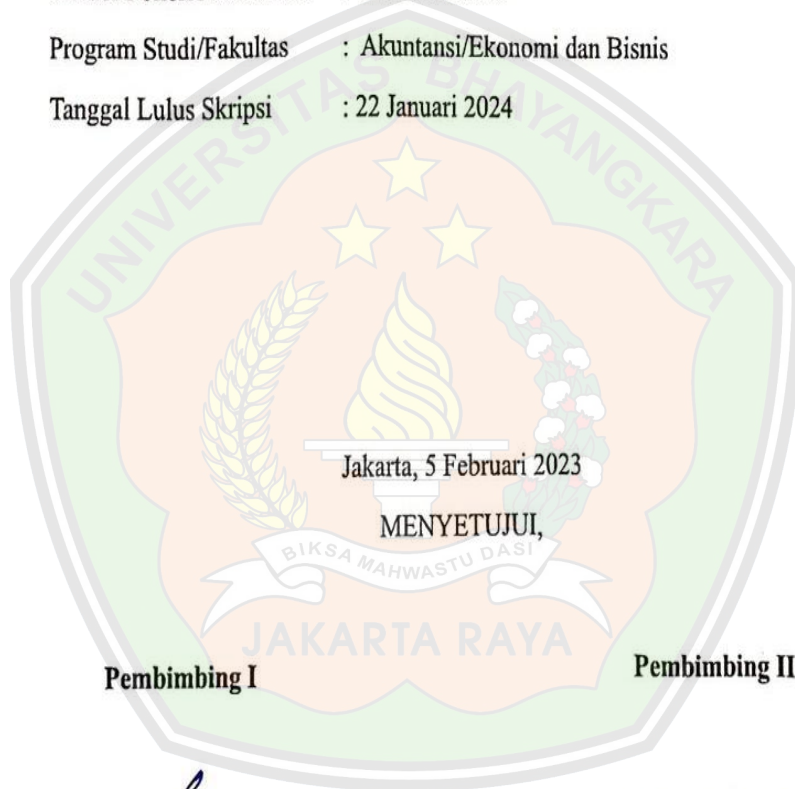 Program Studi/Fakultas : Akuntansi/Ekonomi dan Bisnis
Tanggal Lulus Skripsi : 22 Januari 2024
UNIVERSITAS BHAYANGKARA
Jakarta, 5 Februari 2023
MENYETUJUI,
BIKSA MAHWASTU DASI
JAKARTA RAYA
Pembimbing I Pembimbing II